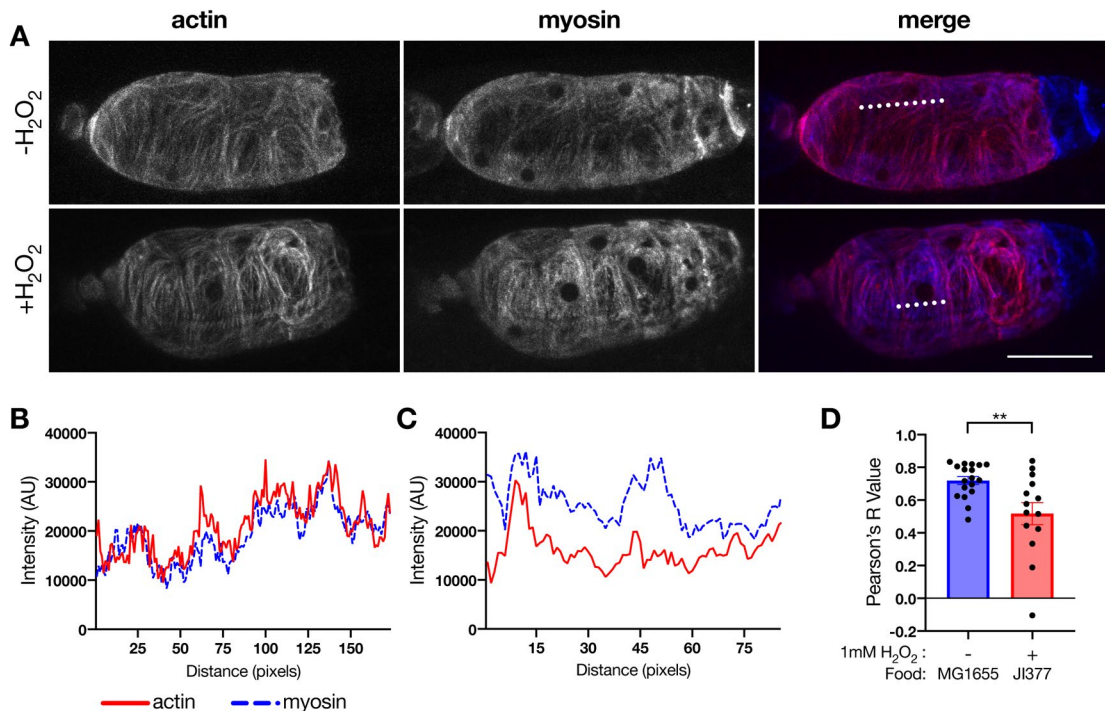 actin myosin merge
A
-H₂O₂
+H₂O₂
B
40000
30000
20000
10000
0
Intensity (AU)
25 50 75 100 125 150
Distance (pixels)
C
40000
30000
20000
10000
0
Intensity (AU)
15 30 45 60 75
Distance (pixels)
actin myosin
D
**
1.0
0.8
0.6
0.4
0.2
0.0
-0.2
Pearson's R Value
1mM H₂O₂ : - +
Food: MG1655 JI377